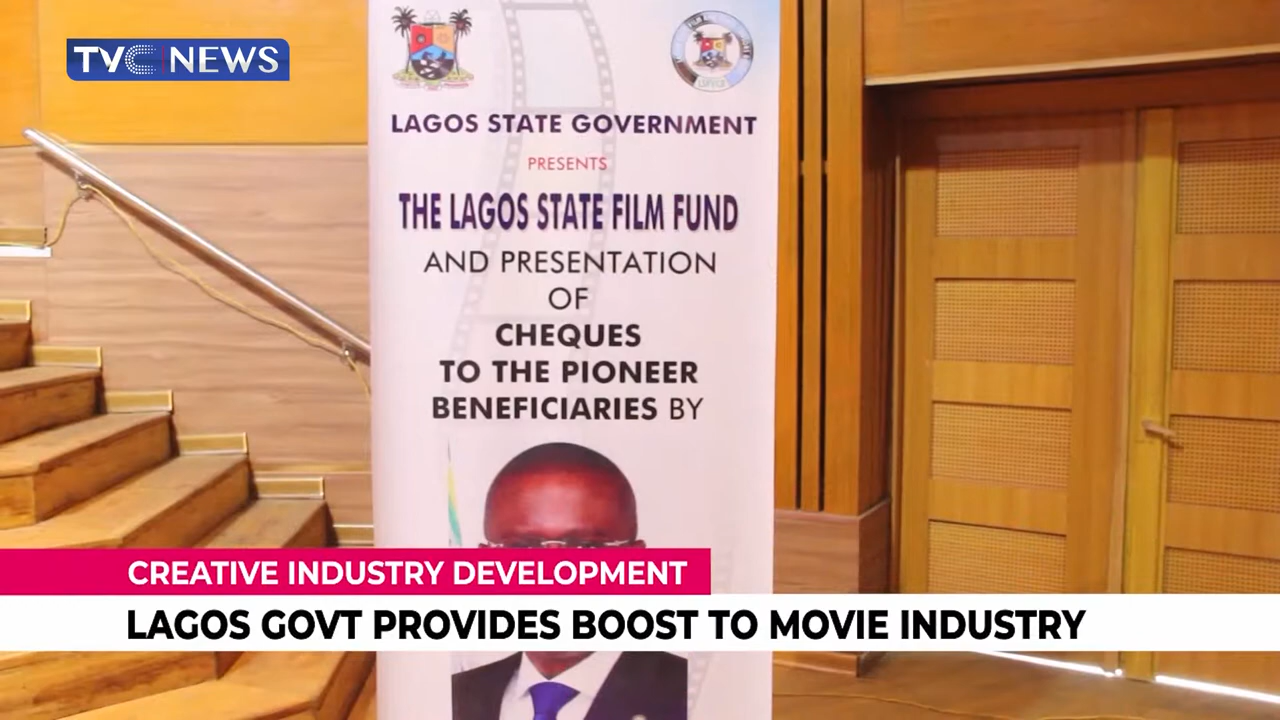 TVC NEWS
LAGOS STATE GOVERNMENT
PRESENTS
THE LAGOS STATE FILM FUND
AND PRESENTATION
OF
CHEQUES
TO THE PIONEER
BENEFICIARIES BY
CREATIVE INDUSTRY DEVELOPMENT
LAGOS GOVT PROVIDES BOOST TO MOVIE INDUSTRY